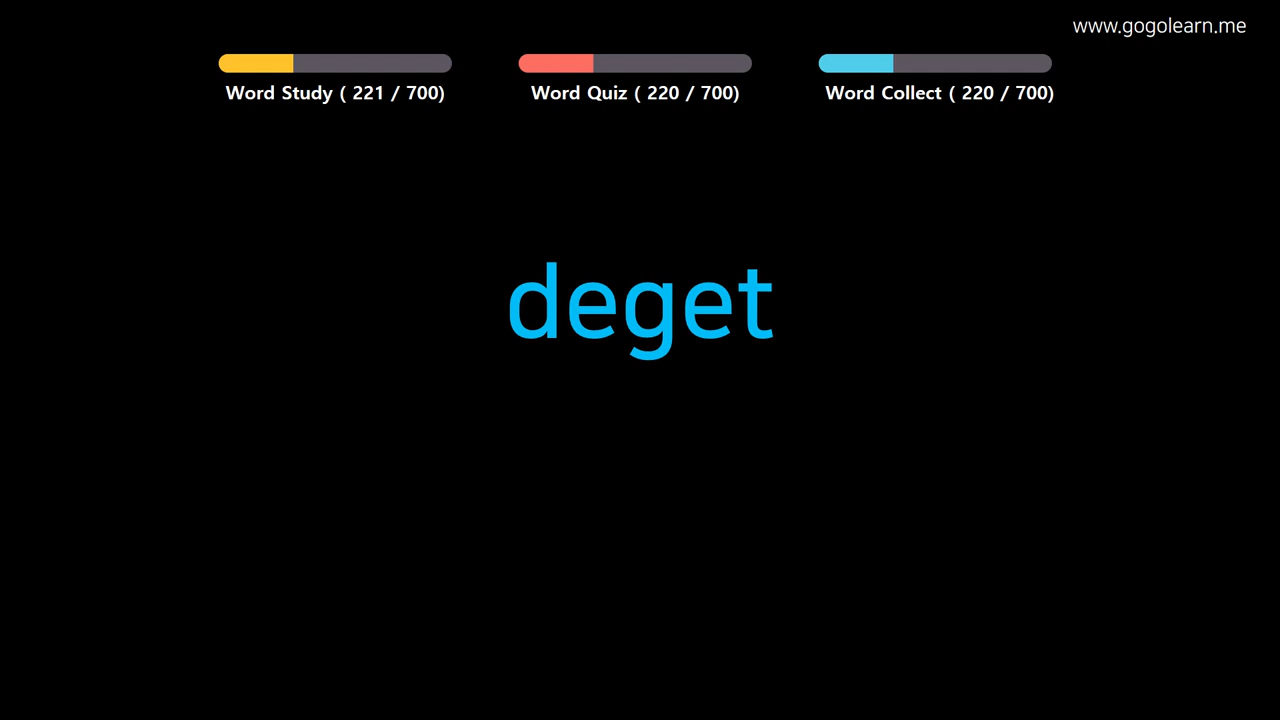 www.gogolearn.me
Word Study ( 221 / 700)
Word Quiz ( 220 / 700)
Word Collect ( 220 / 700)
deget